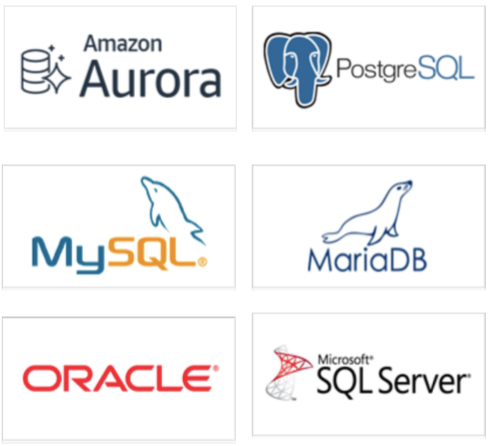 Amazon
Aurora
PostgreSQL
MySQL®
MariaDB
ORACLE®
Microsoft®
SQL Server®